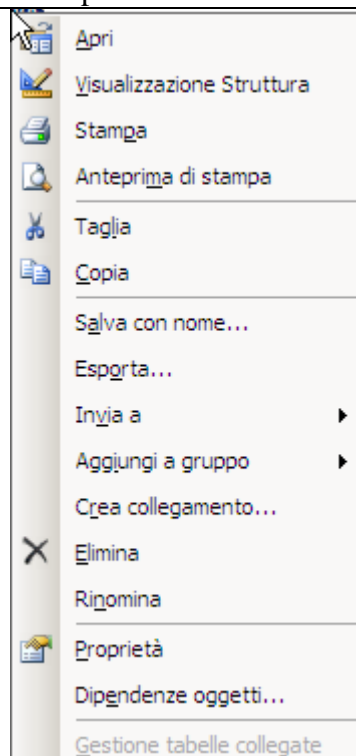 Apri
Visualizzazione Struttura
Stampa
Anteprima di stampa
Taglia
Copia
Salva con nome...
Esporta...
Invia a
Aggiungi a gruppo
Crea collegamento...
Elimina
Rinomina
Proprietà
Dipendenze oggetti...
Gestione tabelle collegate